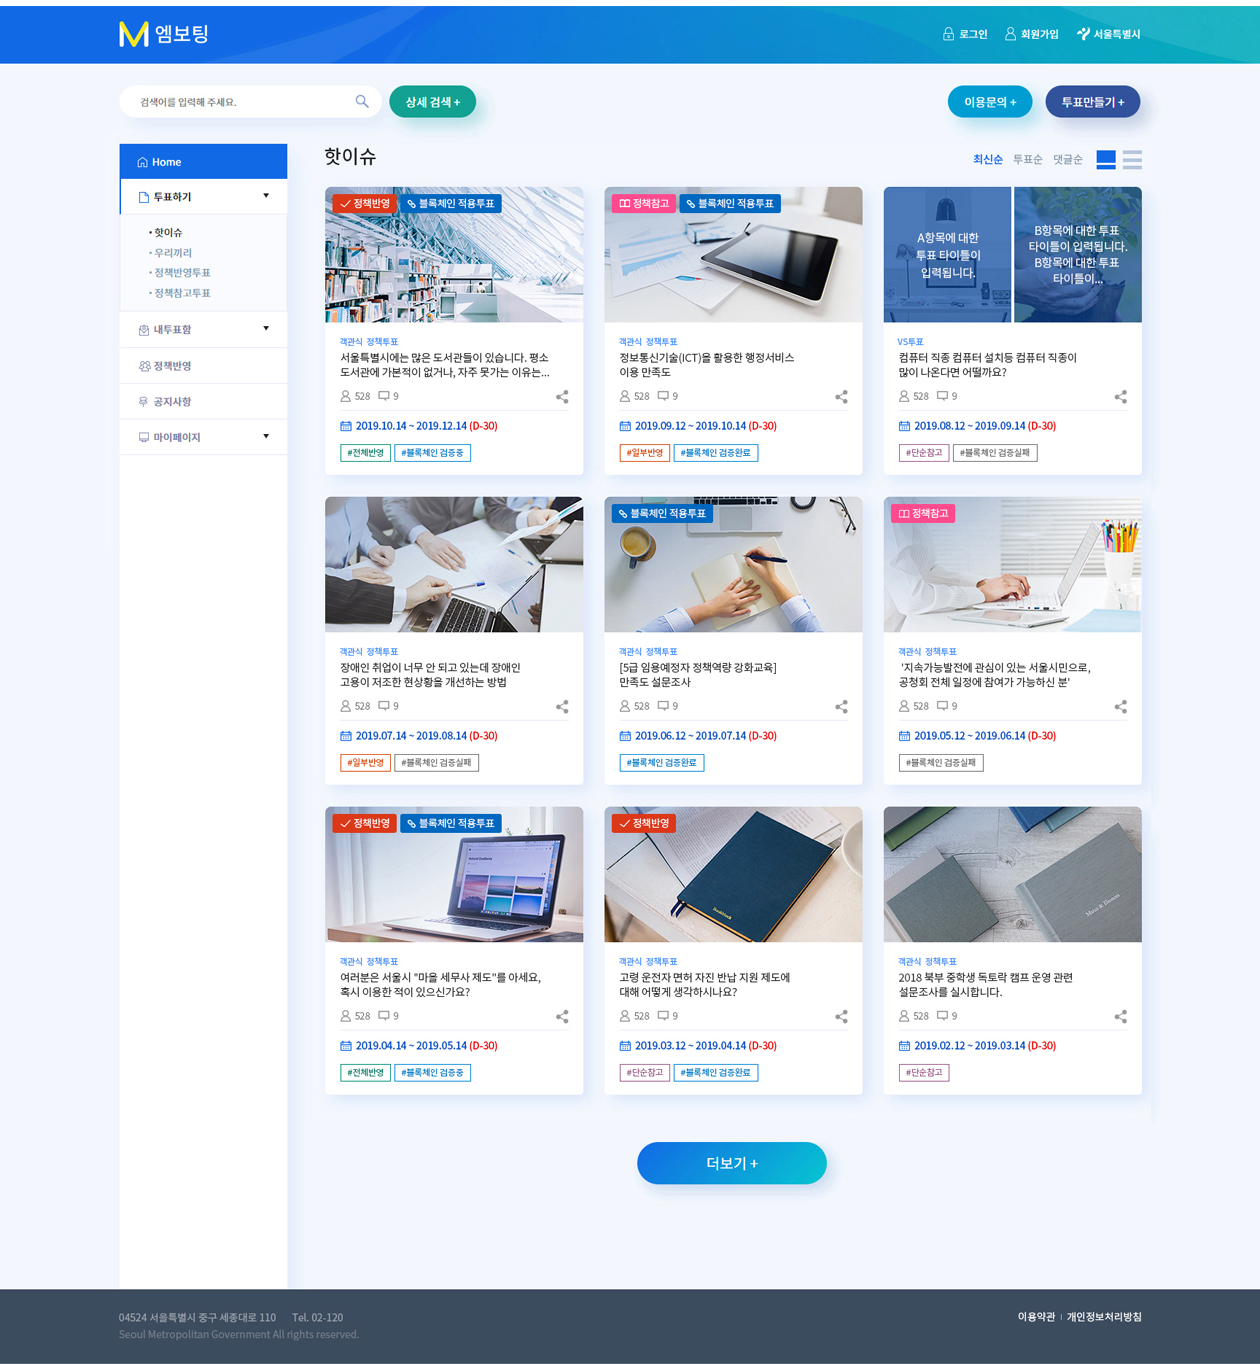 M 엠보팅
로그인
회원가입
서울특별시
검색어를 입력해 주세요.
상세 검색 +
이용문의 +
투표만들기 +
Home
투표하기
• 핫이슈
• 우리끼리
• 정책반영투표
• 정책참고투표
내투표함
정책반영
공지사항
마이페이지
핫이슈
최신순 투표순 댓글순
정책반영 블록체인 적용투표
객관식 정책투표
서울특별시에는 많은 도서관들이 있습니다. 평소
도서관에 가본적이 없거나, 자주 못가는 이유는...
528 9
2019.10.14 ~ 2019.12.14 (D-30)
#전체반영 #블록체인 검증중
정책참고 블록체인 적용투표
객관식 정책투표
정보통신기술(ICT)을 활용한 행정서비스
이용 만족도
528 9
2019.09.12 ~ 2019.10.14 (D-30)
#일부반영 #블록체인 검증완료
A항목에 대한
투표 타이틀이
입력됩니다.
B항목에 대한 투표
타이틀이 입력됩니다.
B항목에 대한 투표
타이틀이...
VS투표
컴퓨터 직종 컴퓨터 설치등 컴퓨터 직종이
많이 나온다면 어떨까요?
528 9
2019.08.12 ~ 2019.09.14 (D-30)
#단순참고 #블록체인 검증실패
객관식 정책투표
장애인 취업이 너무 안 되고 있는데 장애인
고용이 저조한 현상황을 개선하는 방법
528 9
2019.07.14 ~ 2019.08.14 (D-30)
#일부반영 #블록체인 검증실패
블록체인 적용투표
객관식 정책투표
[5급 임용예정자 정책역량 강화교육]
만족도 설문조사
528 9
2019.06.12 ~ 2019.07.14 (D-30)
#블록체인 검증완료
정책참고
객관식 정책투표
'지속가능발전에 관심이 있는 서울시민으로,
공청회 전체 일정에 참여가 가능하신 분'
528 9
2019.05.12 ~ 2019.06.14 (D-30)
#블록체인 검증실패
정책반영 블록체인 적용투표
객관식 정책투표
여러분은 서울시 "마을 세무사 제도"를 아세요,
혹시 이용한 적이 있으신가요?
528 9
2019.04.14 ~ 2019.05.14 (D-30)
#전체반영 #블록체인 검증중
정책반영
객관식 정책투표
고령 운전자 면허 자진 반납 지원 제도에
대해 어떻게 생각하시나요?
528 9
2019.03.12 ~ 2019.04.14 (D-30)
#단순참고 #블록체인 검증완료
객관식 정책투표
2018 북부 중학생 독토락 캠프 운영 관련
설문조사를 실시합니다.
528 9
2019.02.12 ~ 2019.03.14 (D-30)
#단순참고
더보기 +
04524 서울특별시 중구 세종대로 110 Tel. 02-120
Seoul Metropolitan Government All rights reserved.
이용약관 | 개인정보처리방침